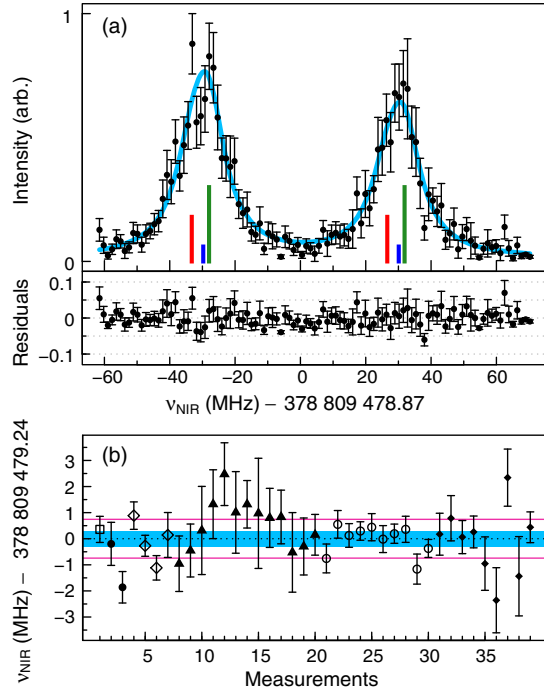 (a)
1
Intensity (arb.)
0
0.1
0
−0.1
Residuals
−60 −40 −20 0 20 40 60
νNIR (MHz) − 378 809 478.87
(b)
νNIR (MHz) − 378 809 479.24
3
2
1
0
−1
−2
−3
5 10 15 20 25 30 35
Measurements